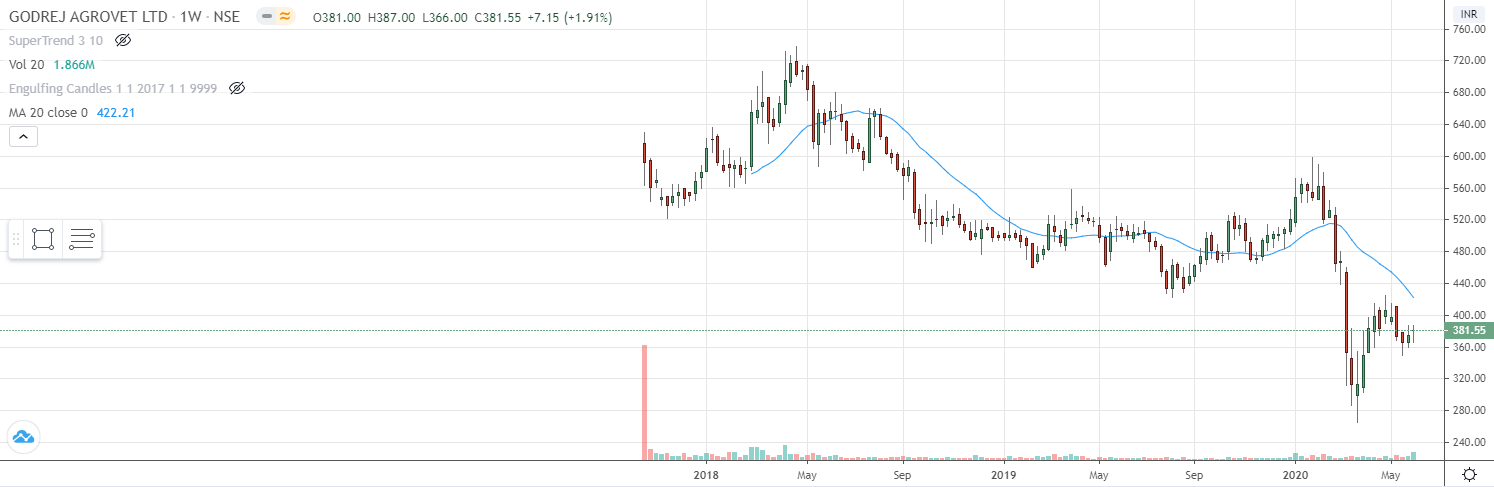 GODREJ AGROVET LTD · 1W · NSE O381.00 H387.00 L366.00 C381.55 +7.15 (+1.91%) INR
SuperTrend 3 10
Vol 20 1.866M
Engulfing Candles 1 1 2017 1 1 9999
MA 20 close 0 422.21
760.00
720.00
680.00
640.00
600.00
560.00
520.00
480.00
440.00
400.00
381.55
360.00
320.00
280.00
240.00
2018 May Sep 2019 May Sep 2020 May